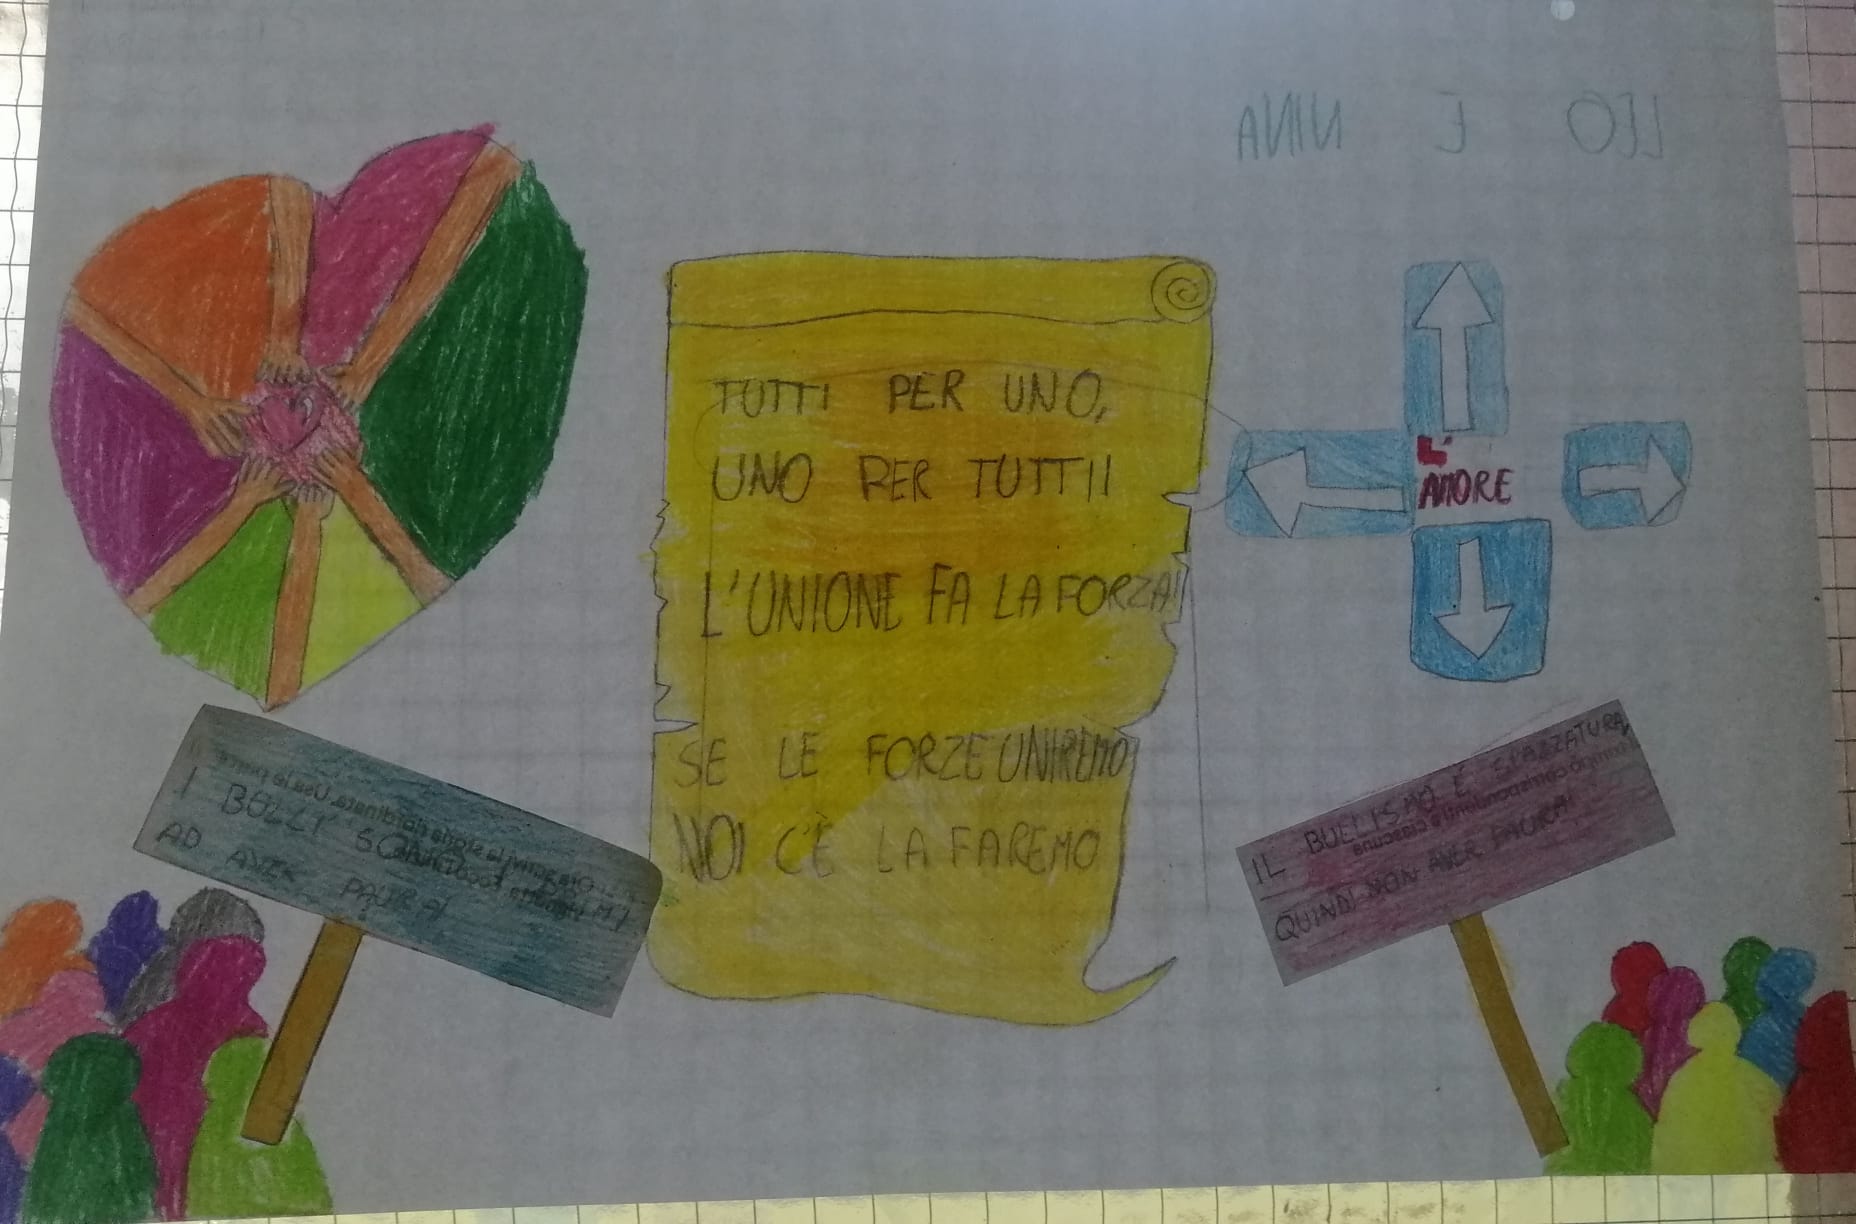 LEO E NINA
TUTTI PER UNO,
UNO PER TUTTI!
L'UNIONE FA LA FORZA!
SE LE FORZE UNIREMO
NOI C'È LA FAREMO
L'
AMORE
I BULLI SONO
AD AVER PAURA!
IL BULLISMO È SPAZZATURA,
QUINDI NON AVER PAURA!